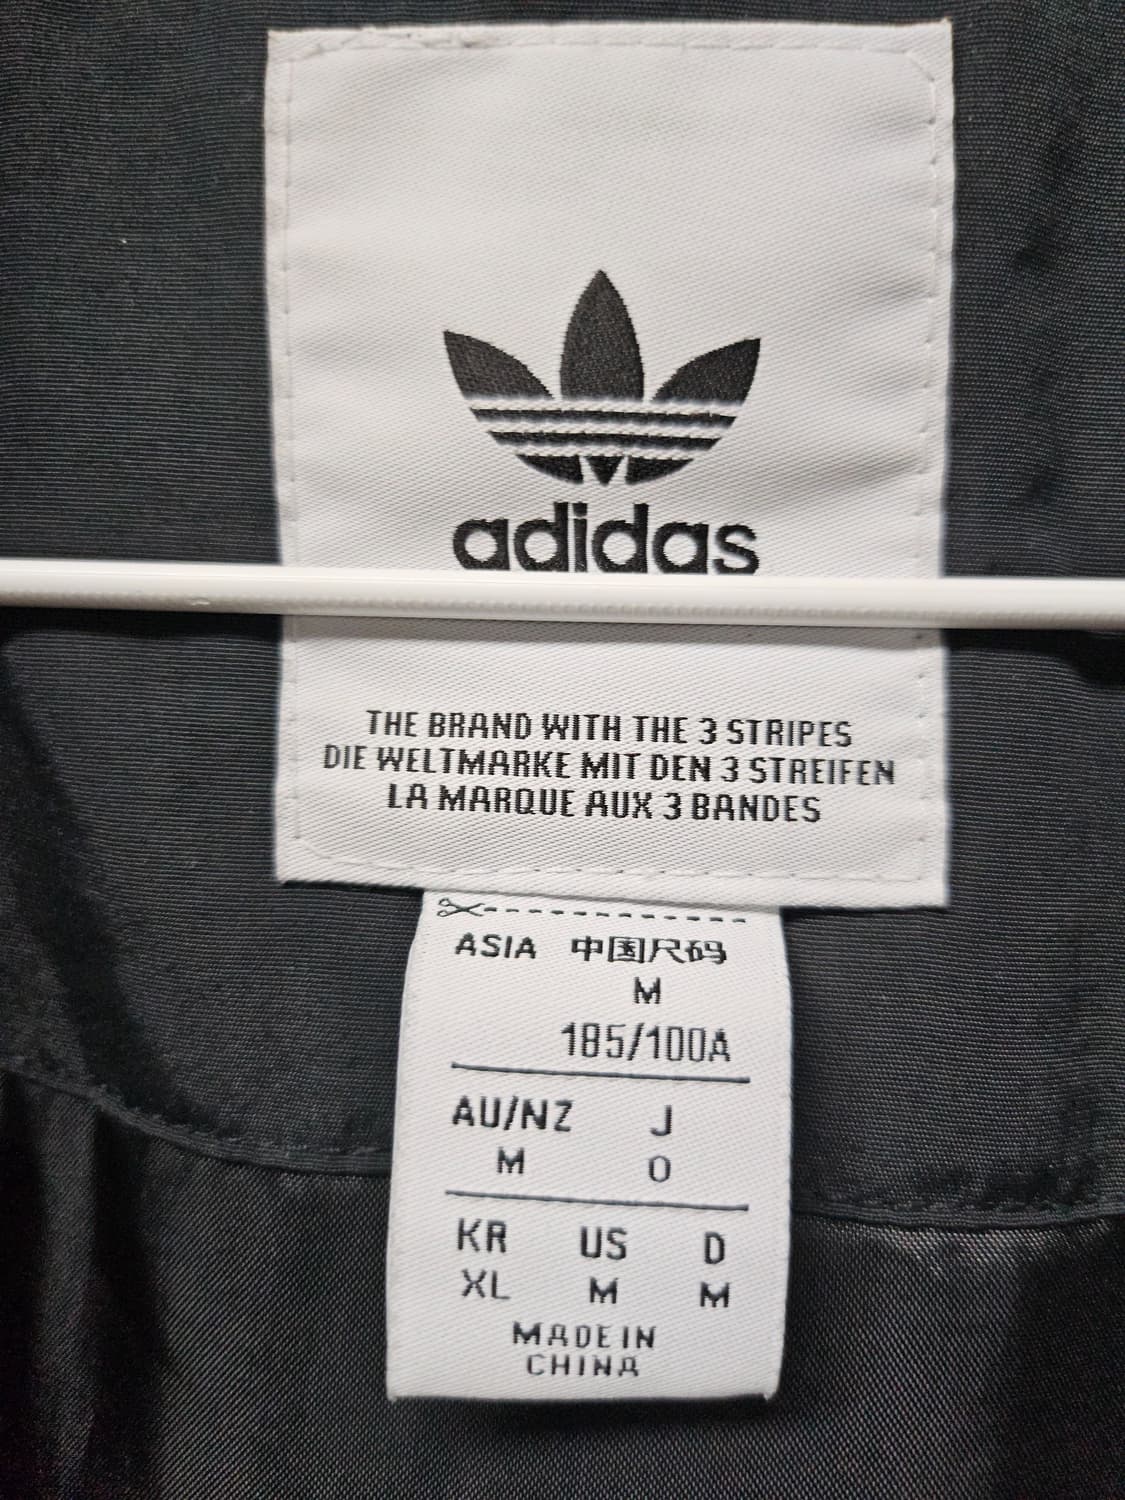 adidas
THE BRAND WITH THE 3 STRIPES
DIE WELTMARKE MIT DEN 3 STREIFEN
LA MARQUE AUX 3 BANDES
ASIA 中国尺码
M
185/100A
AU/NZ J
M O
KR US D
XL M M
MADE IN
CHINA